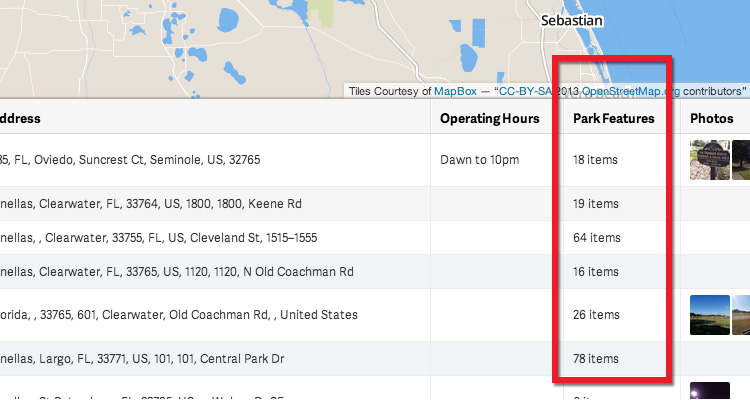 Sebastian
Tiles Courtesy of MapBox — "CC-BY-SA 2013 OpenStreetMap.org contributors"
ddress Operating Hours Park Features Photos
35, FL, Oviedo, Suncrest Ct, Seminole, US, 32765 Dawn to 10pm 18 items
nellas, Clearwater, FL, 33764, US, 1800, 1800, Keene Rd 19 items
nellas, , Clearwater, 33755, FL, US, Cleveland St, 1515–1555 64 items
nellas, Clearwater, FL, 33765, US, 1120, 1120, N Old Coachman Rd 16 items
orida, , 33765, 601, Clearwater, Old Coachman Rd, , United States 26 items
nellas, Largo, FL, 33771, US, 101, 101, Central Park Dr 78 items